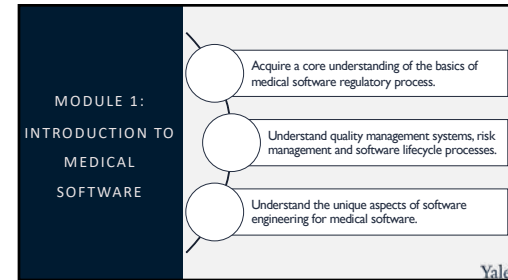 MODULE 1:
INTRODUCTION TO
MEDICAL
SOFTWARE
Acquire a core understanding of the basics of
medical software regulatory process.
Understand quality management systems, risk
management and software lifecycle processes.
Understand the unique aspects of software
engineering for medical software.
Yale